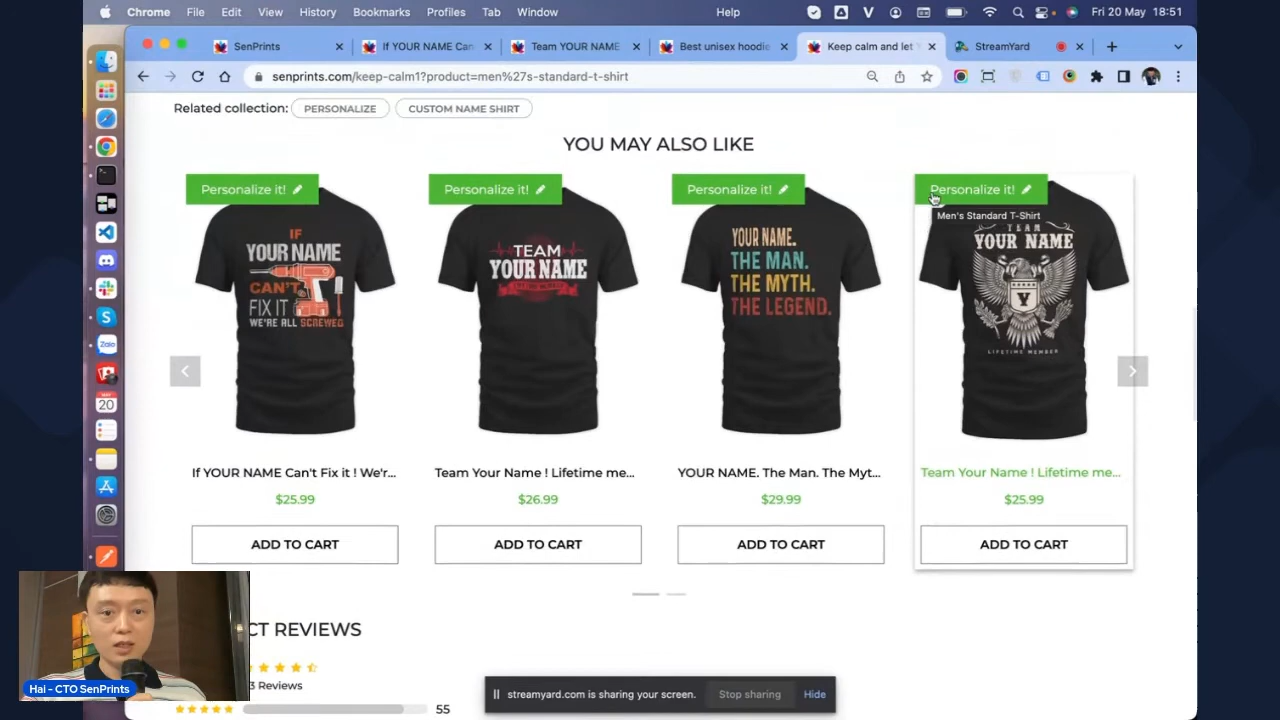 Chrome File Edit View History Bookmarks Profiles Tab Window Help Fri 20 May 18:51
SenPrints
If YOUR NAME Can
Team YOUR NAME
Best unisex hoodie
Keep calm and let
StreamYard
senprints.com/keep-calm1?product=men%27s-standard-t-shirt
Related collection: PERSONALIZE CUSTOM NAME SHIRT
YOU MAY ALSO LIKE
Personalize it!
Personalize it!
Personalize it!
Personalize it!
Men's Standard T-Shirt
IF
YOUR NAME
CAN'T
FIX IT
WE'RE ALL SCREWED
TEAM
YOUR NAME
LIFETIME MEMBER
YOUR NAME.
THE MAN.
THE MYTH.
THE LEGEND.
TEAM
YOUR NAME
Y
LIFETIME MEMBER
If YOUR NAME Can't Fix it ! We'r...
Team Your Name ! Lifetime me...
YOUR NAME. The Man. The Myt...
Team Your Name ! Lifetime me...
$25.99
$26.99
$29.99
$25.99
ADD TO CART
ADD TO CART
ADD TO CART
ADD TO CART
CT REVIEWS
3 Reviews
55
MAY
20
Zalo
Hai - CTO SenPrints
streamyard.com is sharing your screen.
Stop sharing
Hide